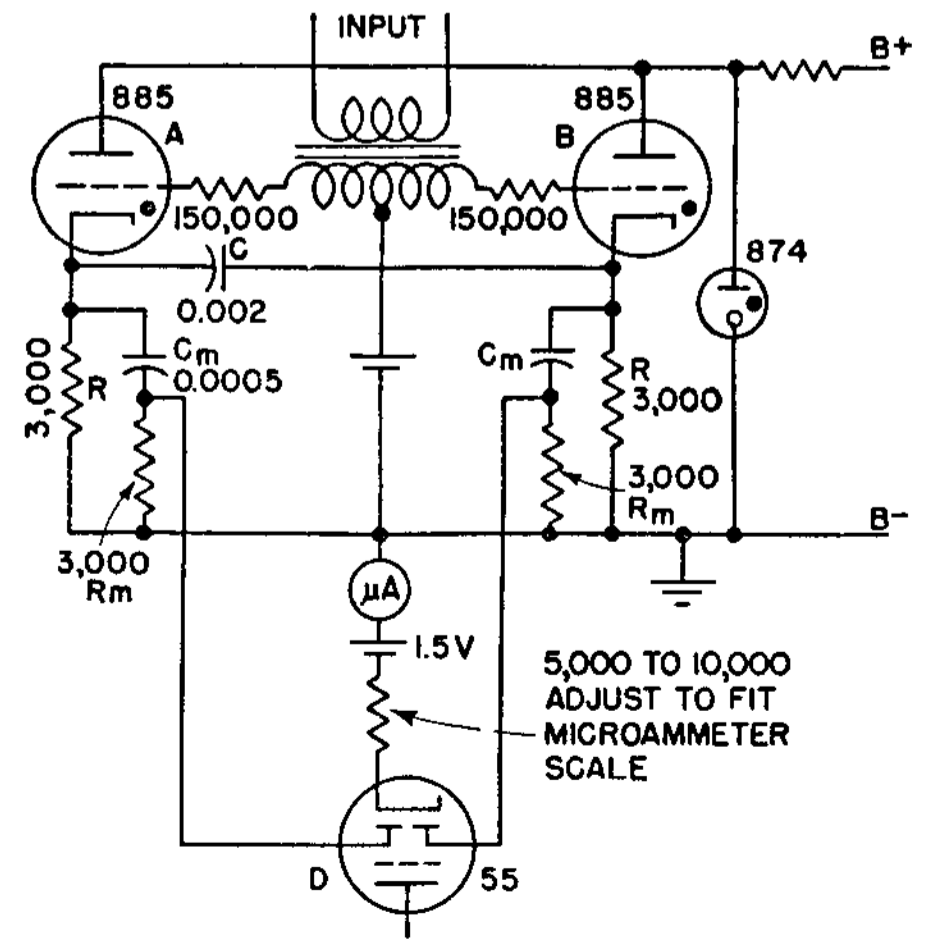 INPUT
B+
885
A
885
B
150,000
150,000
874
C
0.002
3,000
R
Cm
0.0005
Cm
R
3,000
3,000
Rm
B-
3,000
Rm
μA
1.5V
5,000 TO 10,000
ADJUST TO FIT
MICROAMMETER
SCALE
D
55